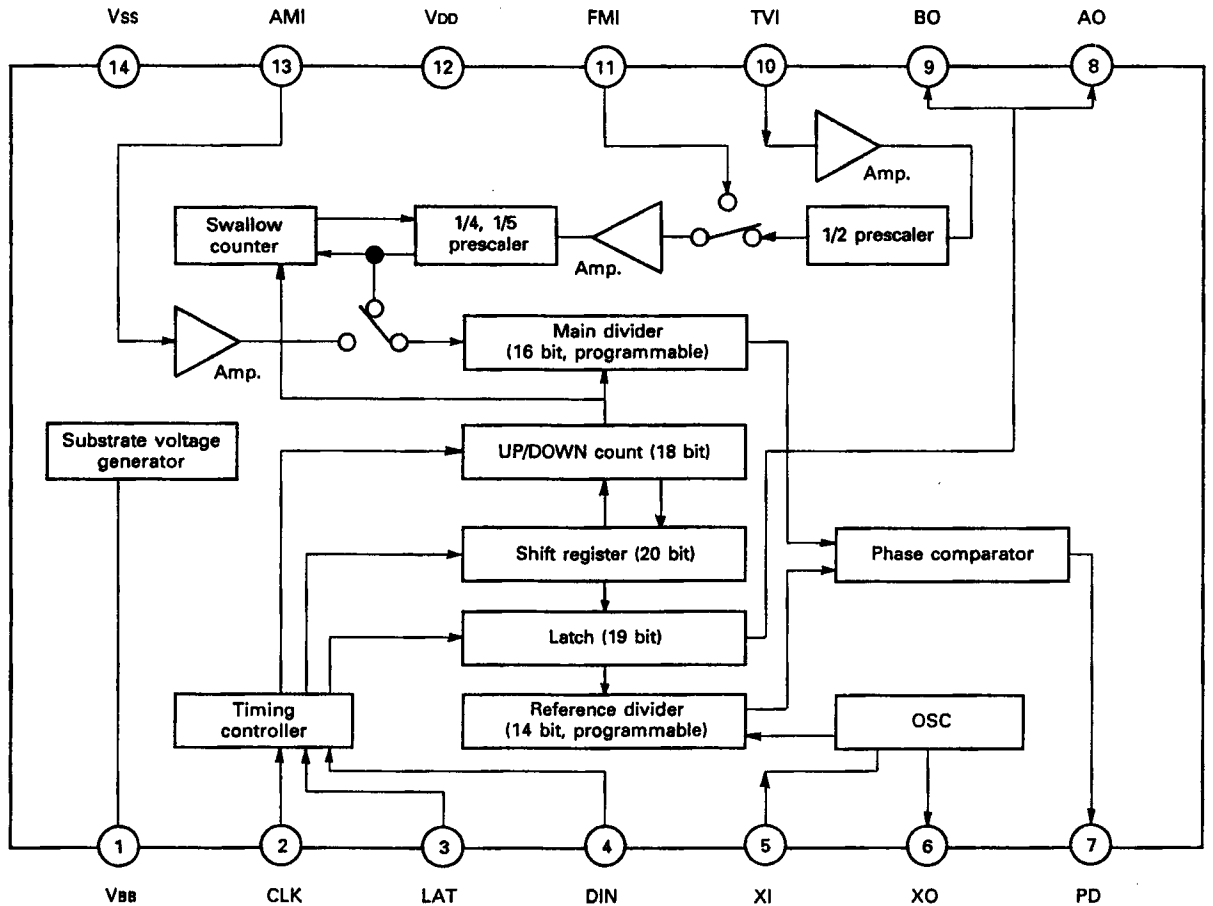 Vss AMI VDD FMI TVI BO AO
14 13 12 11 10 9 8
Amp.
Swallow
counter
1/4, 1/5
prescaler
Amp.
1/2 prescaler
Main divider
(16 bit, programmable)
Amp.
Substrate voltage
generator
UP/DOWN count (18 bit)
Shift register (20 bit)
Phase comparator
Latch (19 bit)
Timing
controller
Reference divider
(14 bit, programmable)
OSC
1 2 3 4 5 6 7
VBB CLK LAT DIN XI XO PD